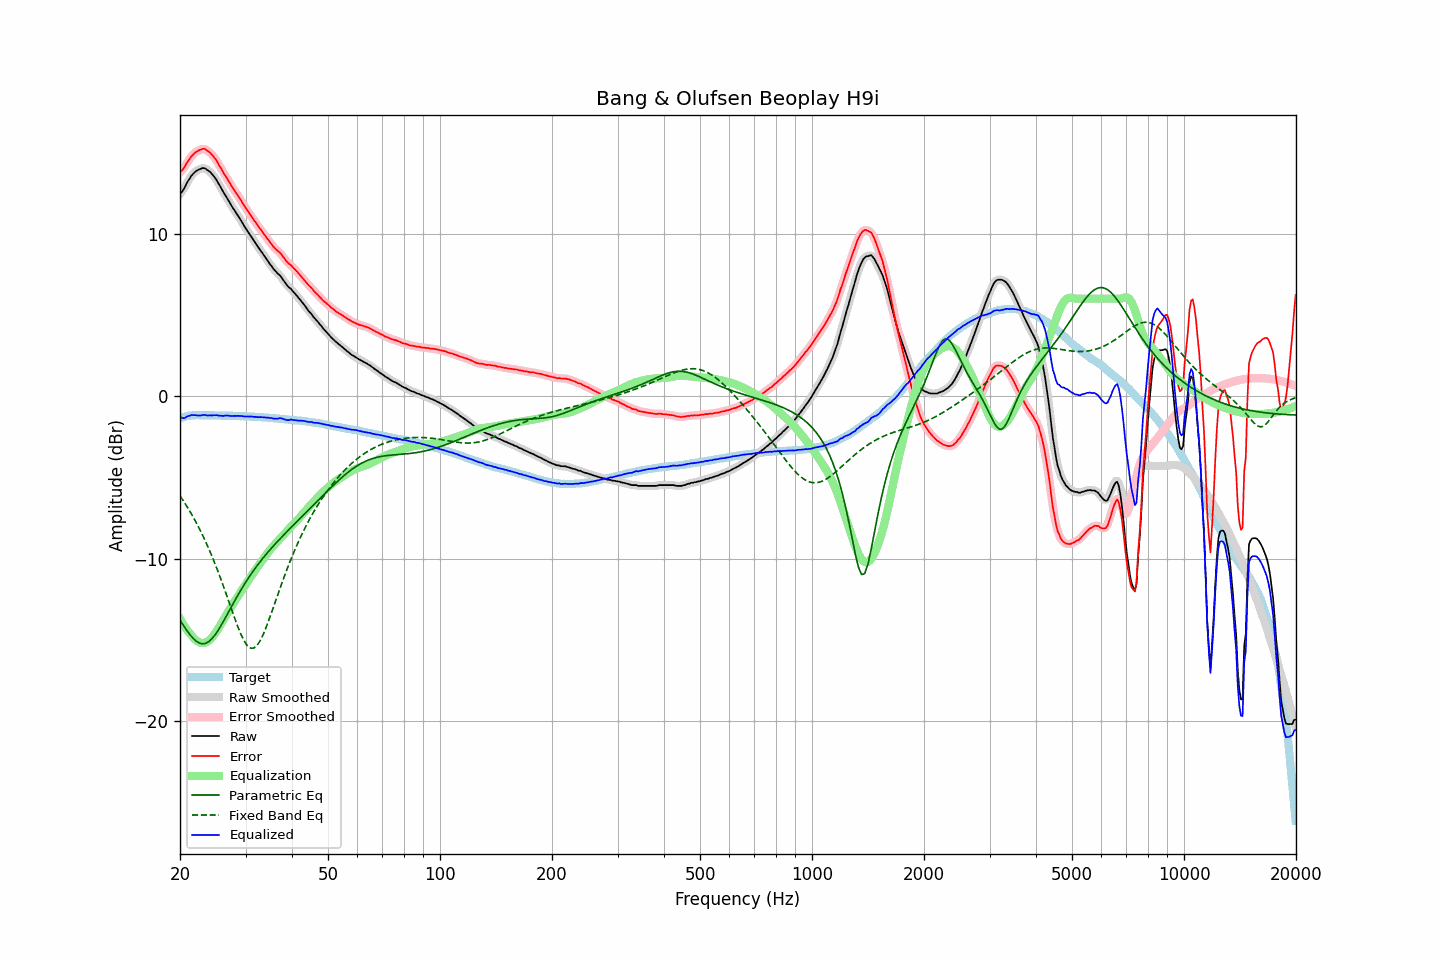 Bang & Olufsen Beoplay H9i
10
0
−10
−20
Amplitude (dBr)
Target
Raw Smoothed
Error Smoothed
Raw
Error
Equalization
Parametric Eq
Fixed Band Eq
Equalized
20 50 100 200 500 1000 2000 5000 10000 20000
Frequency (Hz)